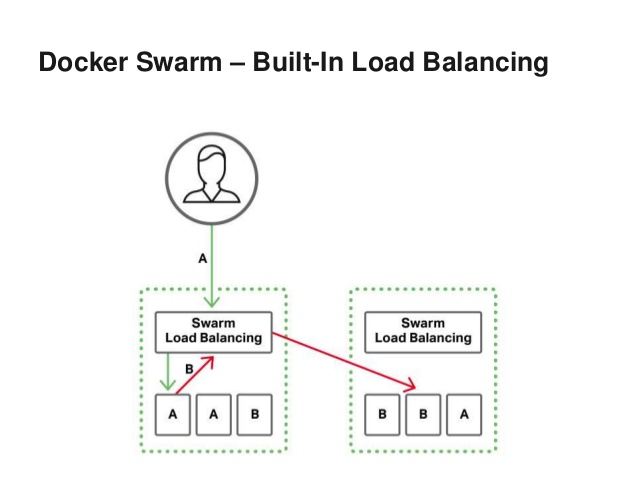 Docker Swarm – Built-In Load Balancing
A
Swarm
Load Balancing
B
A A B
Swarm
Load Balancing
B B A